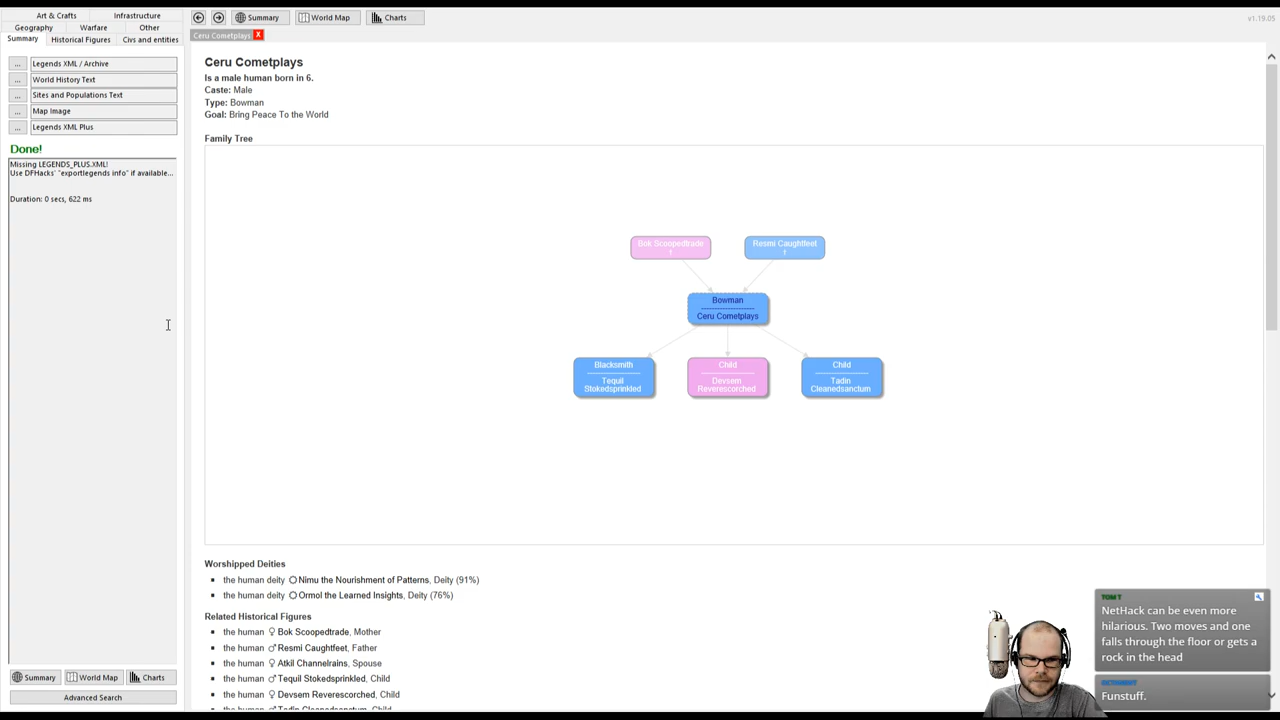 Art & Crafts Infrastructure
Geography Warfare Other
Summary Historical Figures Civs and entities
Summary World Map Charts
v1.19.05
Ceru Cometplays X
... Legends XML / Archive
... World History Text
... Sites and Populations Text
... Map Image
... Legends XML Plus
Done!
Missing LEGENDS_PLUS.XML!
Use DFHacks' "exportlegends info" if available...
Duration: 0 secs, 622 ms
Ceru Cometplays
Is a male human born in 6.
Caste: Male
Type: Bowman
Goal: Bring Peace To the World
Family Tree
Bok Scoopedtrade
†
Resmi Caughtfeet
†
Bowman
Ceru Cometplays
Blacksmith
Tequil
Stokedsprinkled
Child
Devsem
Reverescorched
Child
Tadin
Cleanedsanctum
Worshipped Deities
the human deity Nimu the Nourishment of Patterns, Deity (91%)
the human deity Ormol the Learned Insights, Deity (76%)
Related Historical Figures
the human ♀ Bok Scoopedtrade, Mother
the human ♂ Resmi Caughtfeet, Father
the human ♀ Atkil Channelrains, Spouse
the human ♂ Tequil Stokedsprinkled, Child
the human ♀ Devsem Reverescorched, Child
the human ♂ Tadin Cleanedsanctum, Child
Summary World Map Charts
Advanced Search
TOM T
NetHack can be even more
hilarious. Two moves and one
falls through the floor or gets a
rock in the head
Funstuff.